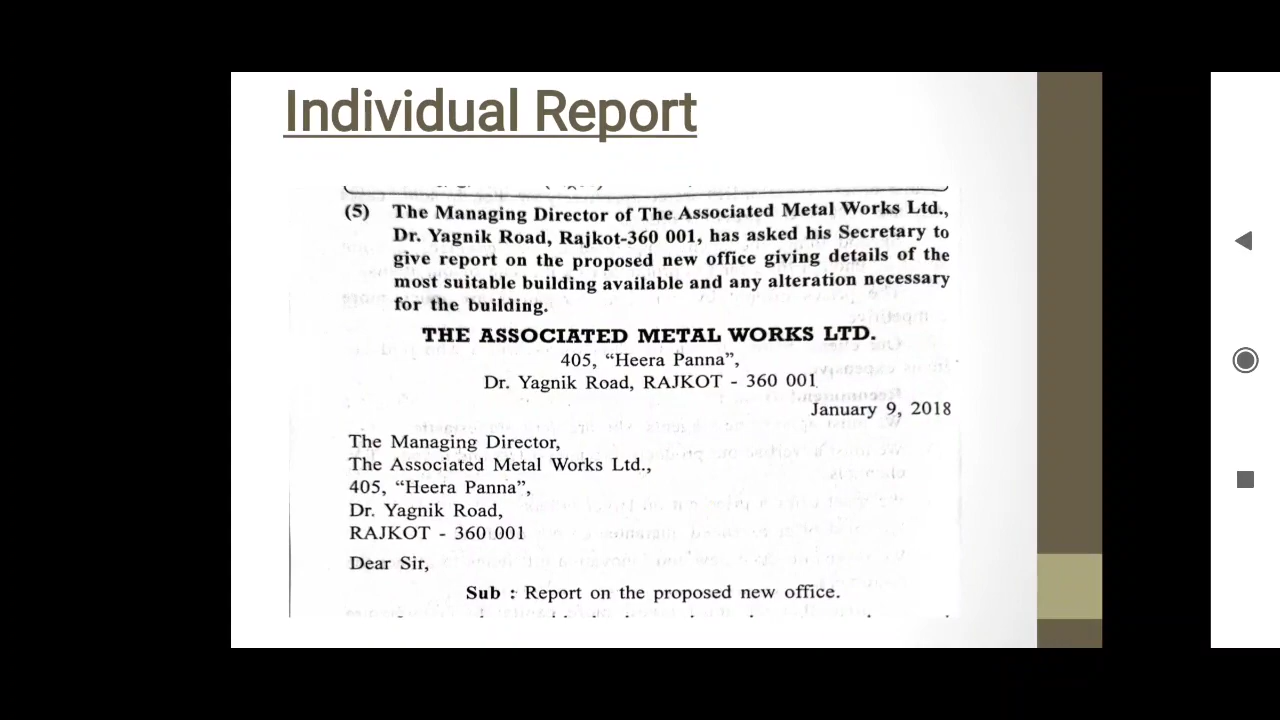 Individual Report
(5) The Managing Director of The Associated Metal Works Ltd.,
Dr. Yagnik Road, Rajkot-360 001, has asked his Secretary to
give report on the proposed new office giving details of the
most suitable building available and any alteration necessary
for the building.
THE ASSOCIATED METAL WORKS LTD.
405, “Heera Panna”,
Dr. Yagnik Road, RAJKOT - 360 001
January 9, 2018
The Managing Director,
The Associated Metal Works Ltd.,
405, “Heera Panna”,
Dr. Yagnik Road,
RAJKOT - 360 001
Dear Sir,
Sub : Report on the proposed new office.